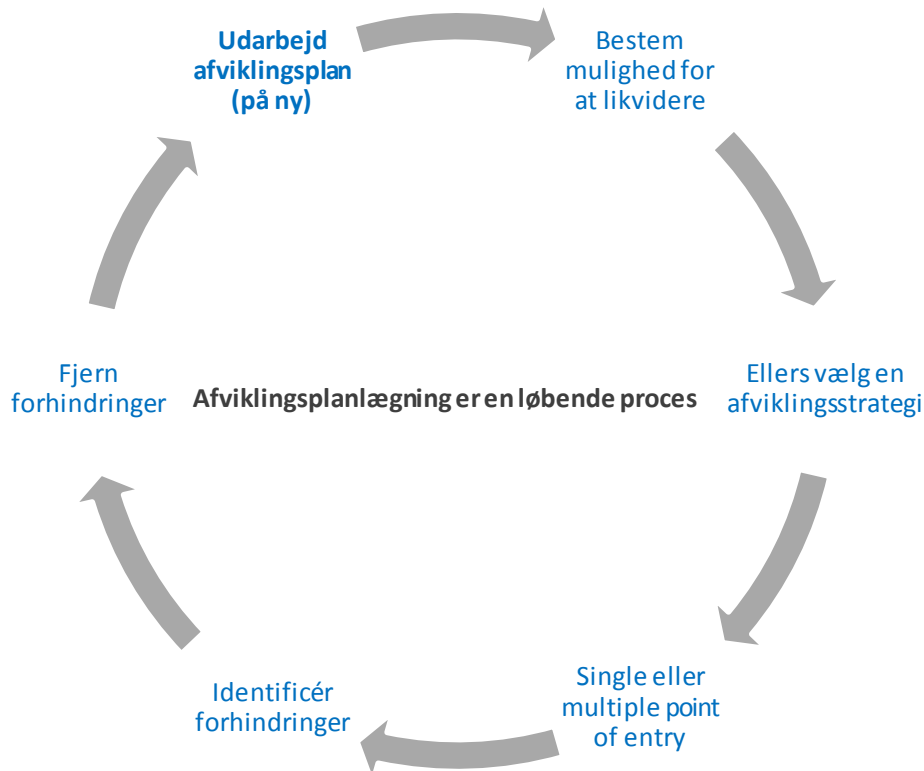 Udarbejd
afviklingsplan
(på ny)
Bestem
mulighed for
at likvidere
Ellers vælg en
afviklingsstrategi
Single eller
multiple point
of entry
Identificér
forhindringer
Fjern
forhindringer
Afviklingsplanlægning er en løbende proces